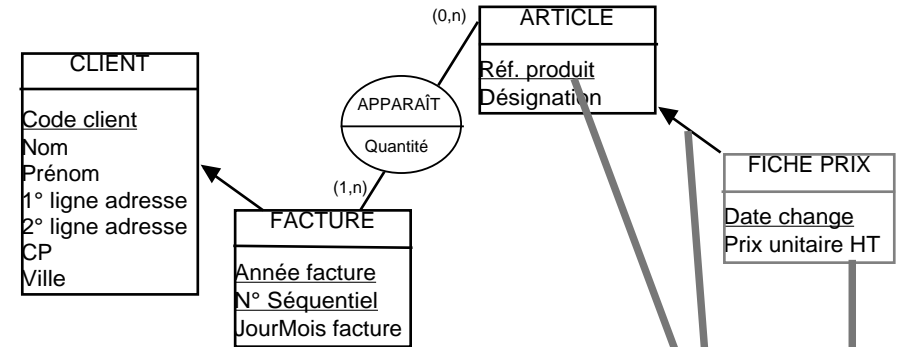 CLIENT
Code client
Nom
Prénom
1° ligne adresse
2° ligne adresse
CP
Ville
FACTURE
Année facture
N° Séquentiel
JourMois facture
(1,n)
APPARAÎT
Quantité
(0,n)
ARTICLE
Réf. produit
Désignation
FICHE PRIX
Date change
Prix unitaire HT